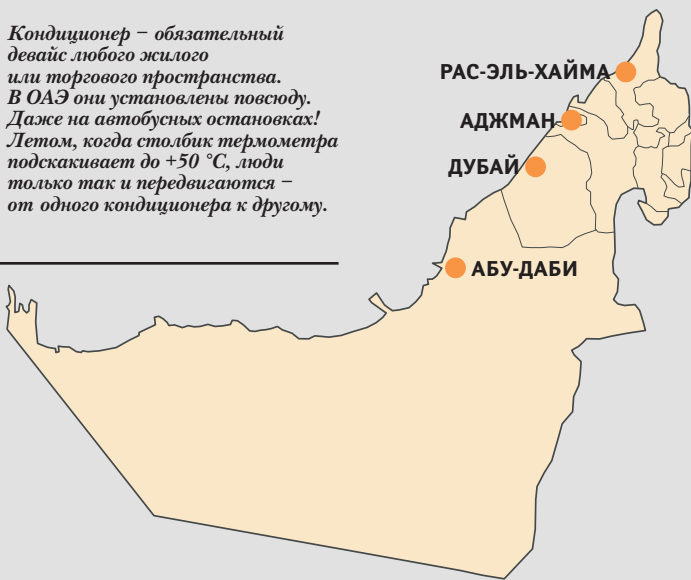 Кондиционер – обязательный
девайс любого жилого
или торгового пространства.
В ОАЭ они установлены повсюду.
Даже на автобусных остановках!
Летом, когда столбик термометра
подскакивает до +50 °С, люди
только так и передвигаются –
от одного кондиционера к другому.
РАС-ЭЛЬ-ХАЙМА
АДЖМАН
ДУБАЙ
АБУ-ДАБИ